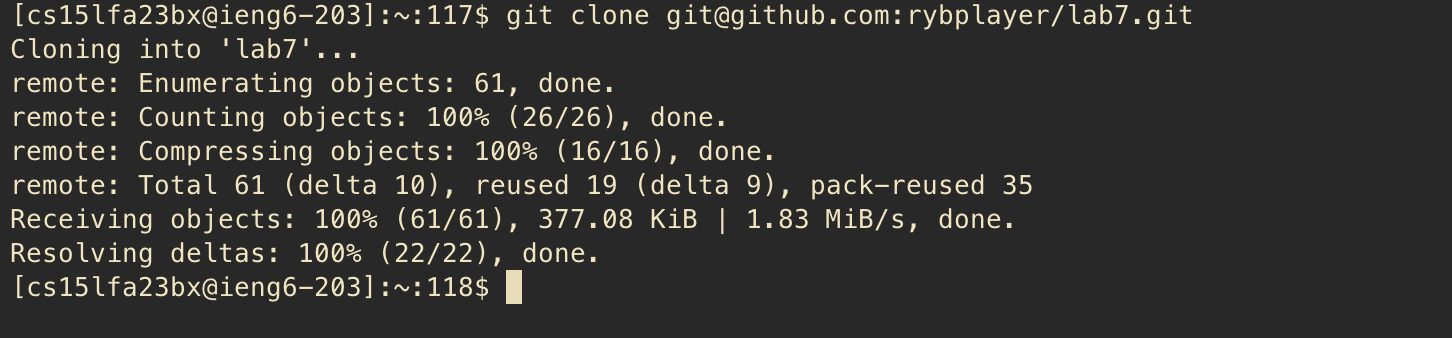 [cs15lfa23bx@ieng6-203]:~:117$ git clone git@github.com:rybplayer/lab7.git
Cloning into 'lab7'...
remote: Enumerating objects: 61, done.
remote: Counting objects: 100% (26/26), done.
remote: Compressing objects: 100% (16/16), done.
remote: Total 61 (delta 10), reused 19 (delta 9), pack-reused 35
Receiving objects: 100% (61/61), 377.08 KiB | 1.83 MiB/s, done.
Resolving deltas: 100% (22/22), done.
[cs15lfa23bx@ieng6-203]:~:118$